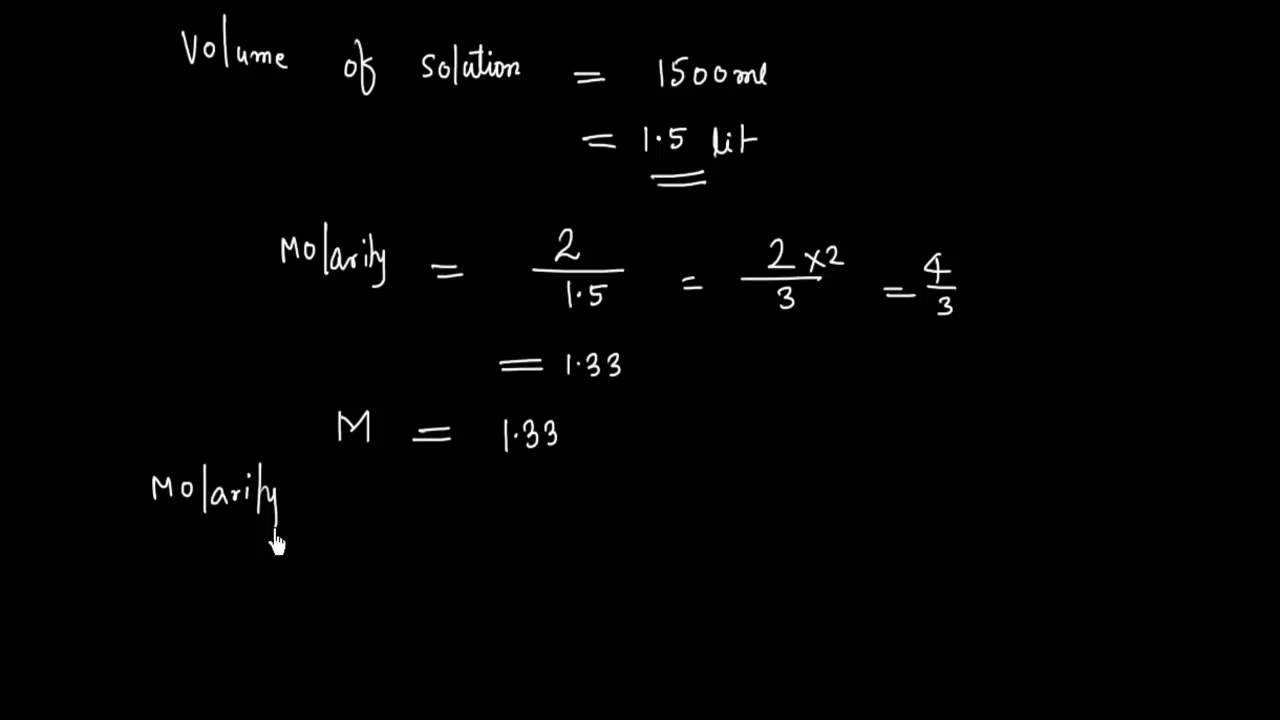 Volume of solution = 1500ml
= 1.5 lit
Molarity = 2/1.5 = 2×2/3 = 4/3
= 1.33
M = 1.33
Molarity